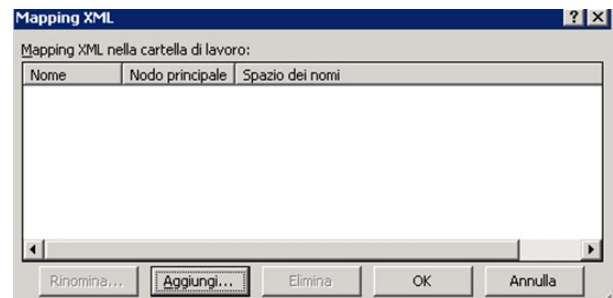 Mapping XML
Mapping XML nella cartella di lavoro:
Nome Nodo principale Spazio dei nomi
Rinomina... Aggiungi... Elimina OK Annulla